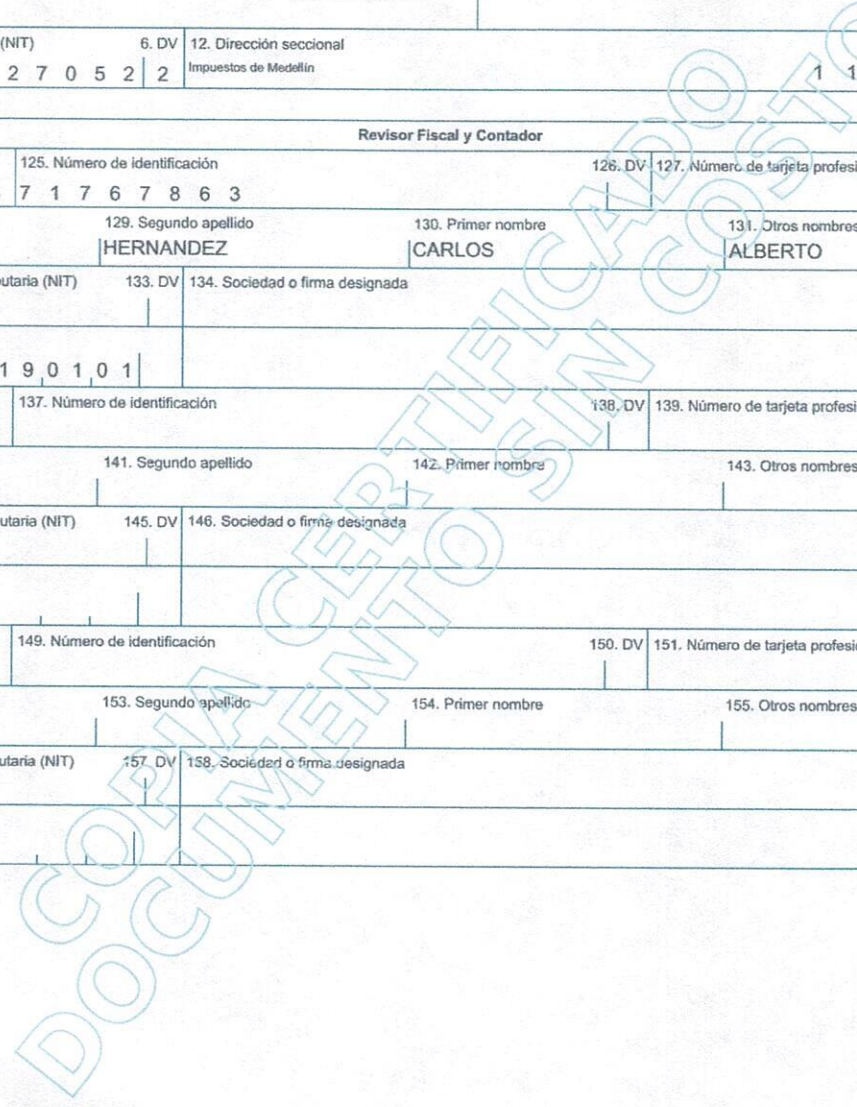 (NIT) 6. DV 12. Dirección seccional
2 7 0 5 2 2 Impuestos de Medellín 1 1
Revisor Fiscal y Contador
125. Número de identificación 126. DV 127. Número de tarjeta profesi
7 1 7 6 7 8 6 3
129. Segundo apellido 130. Primer nombre 131. Otros nombres
HERNANDEZ CARLOS ALBERTO
utaria (NIT) 133. DV 134. Sociedad o firma designada
1 9 0 1 0 1
137. Número de identificación 138. DV 139. Número de tarjeta profesi
141. Segundo apellido 142. Primer nombre 143. Otros nombres
utaria (NIT) 145. DV 146. Sociedad o firma designada
149. Número de identificación 150. DV 151. Número de tarjeta profesi
153. Segundo apellido 154. Primer nombre 155. Otros nombres
utaria (NIT) 157. DV 158. Sociedad o firma designada
COPIA CERTIFICADO
DOCUMENTO SIN COSTO